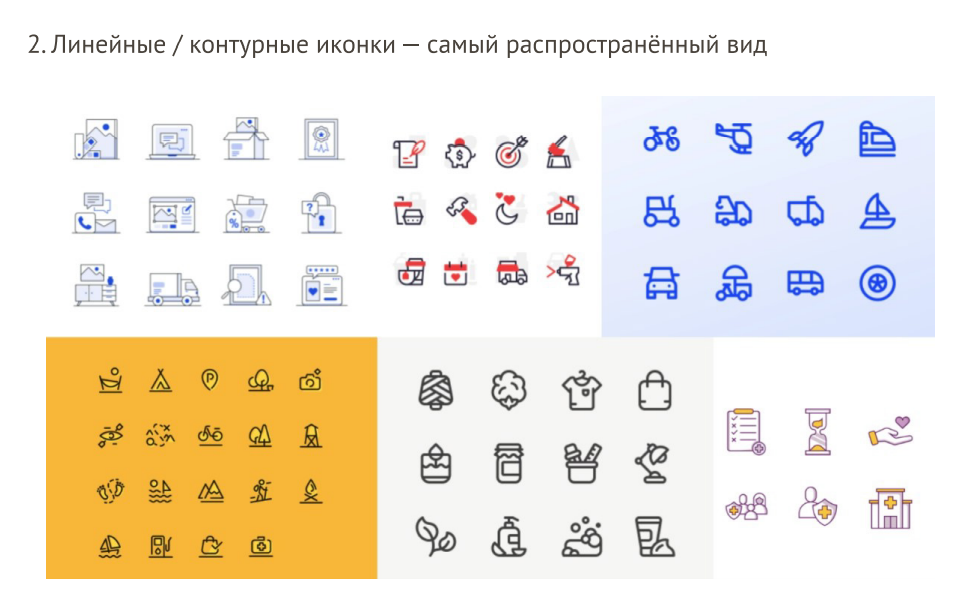 2. Линейные / контурные иконки — самый распространённый вид
%
?
$
P